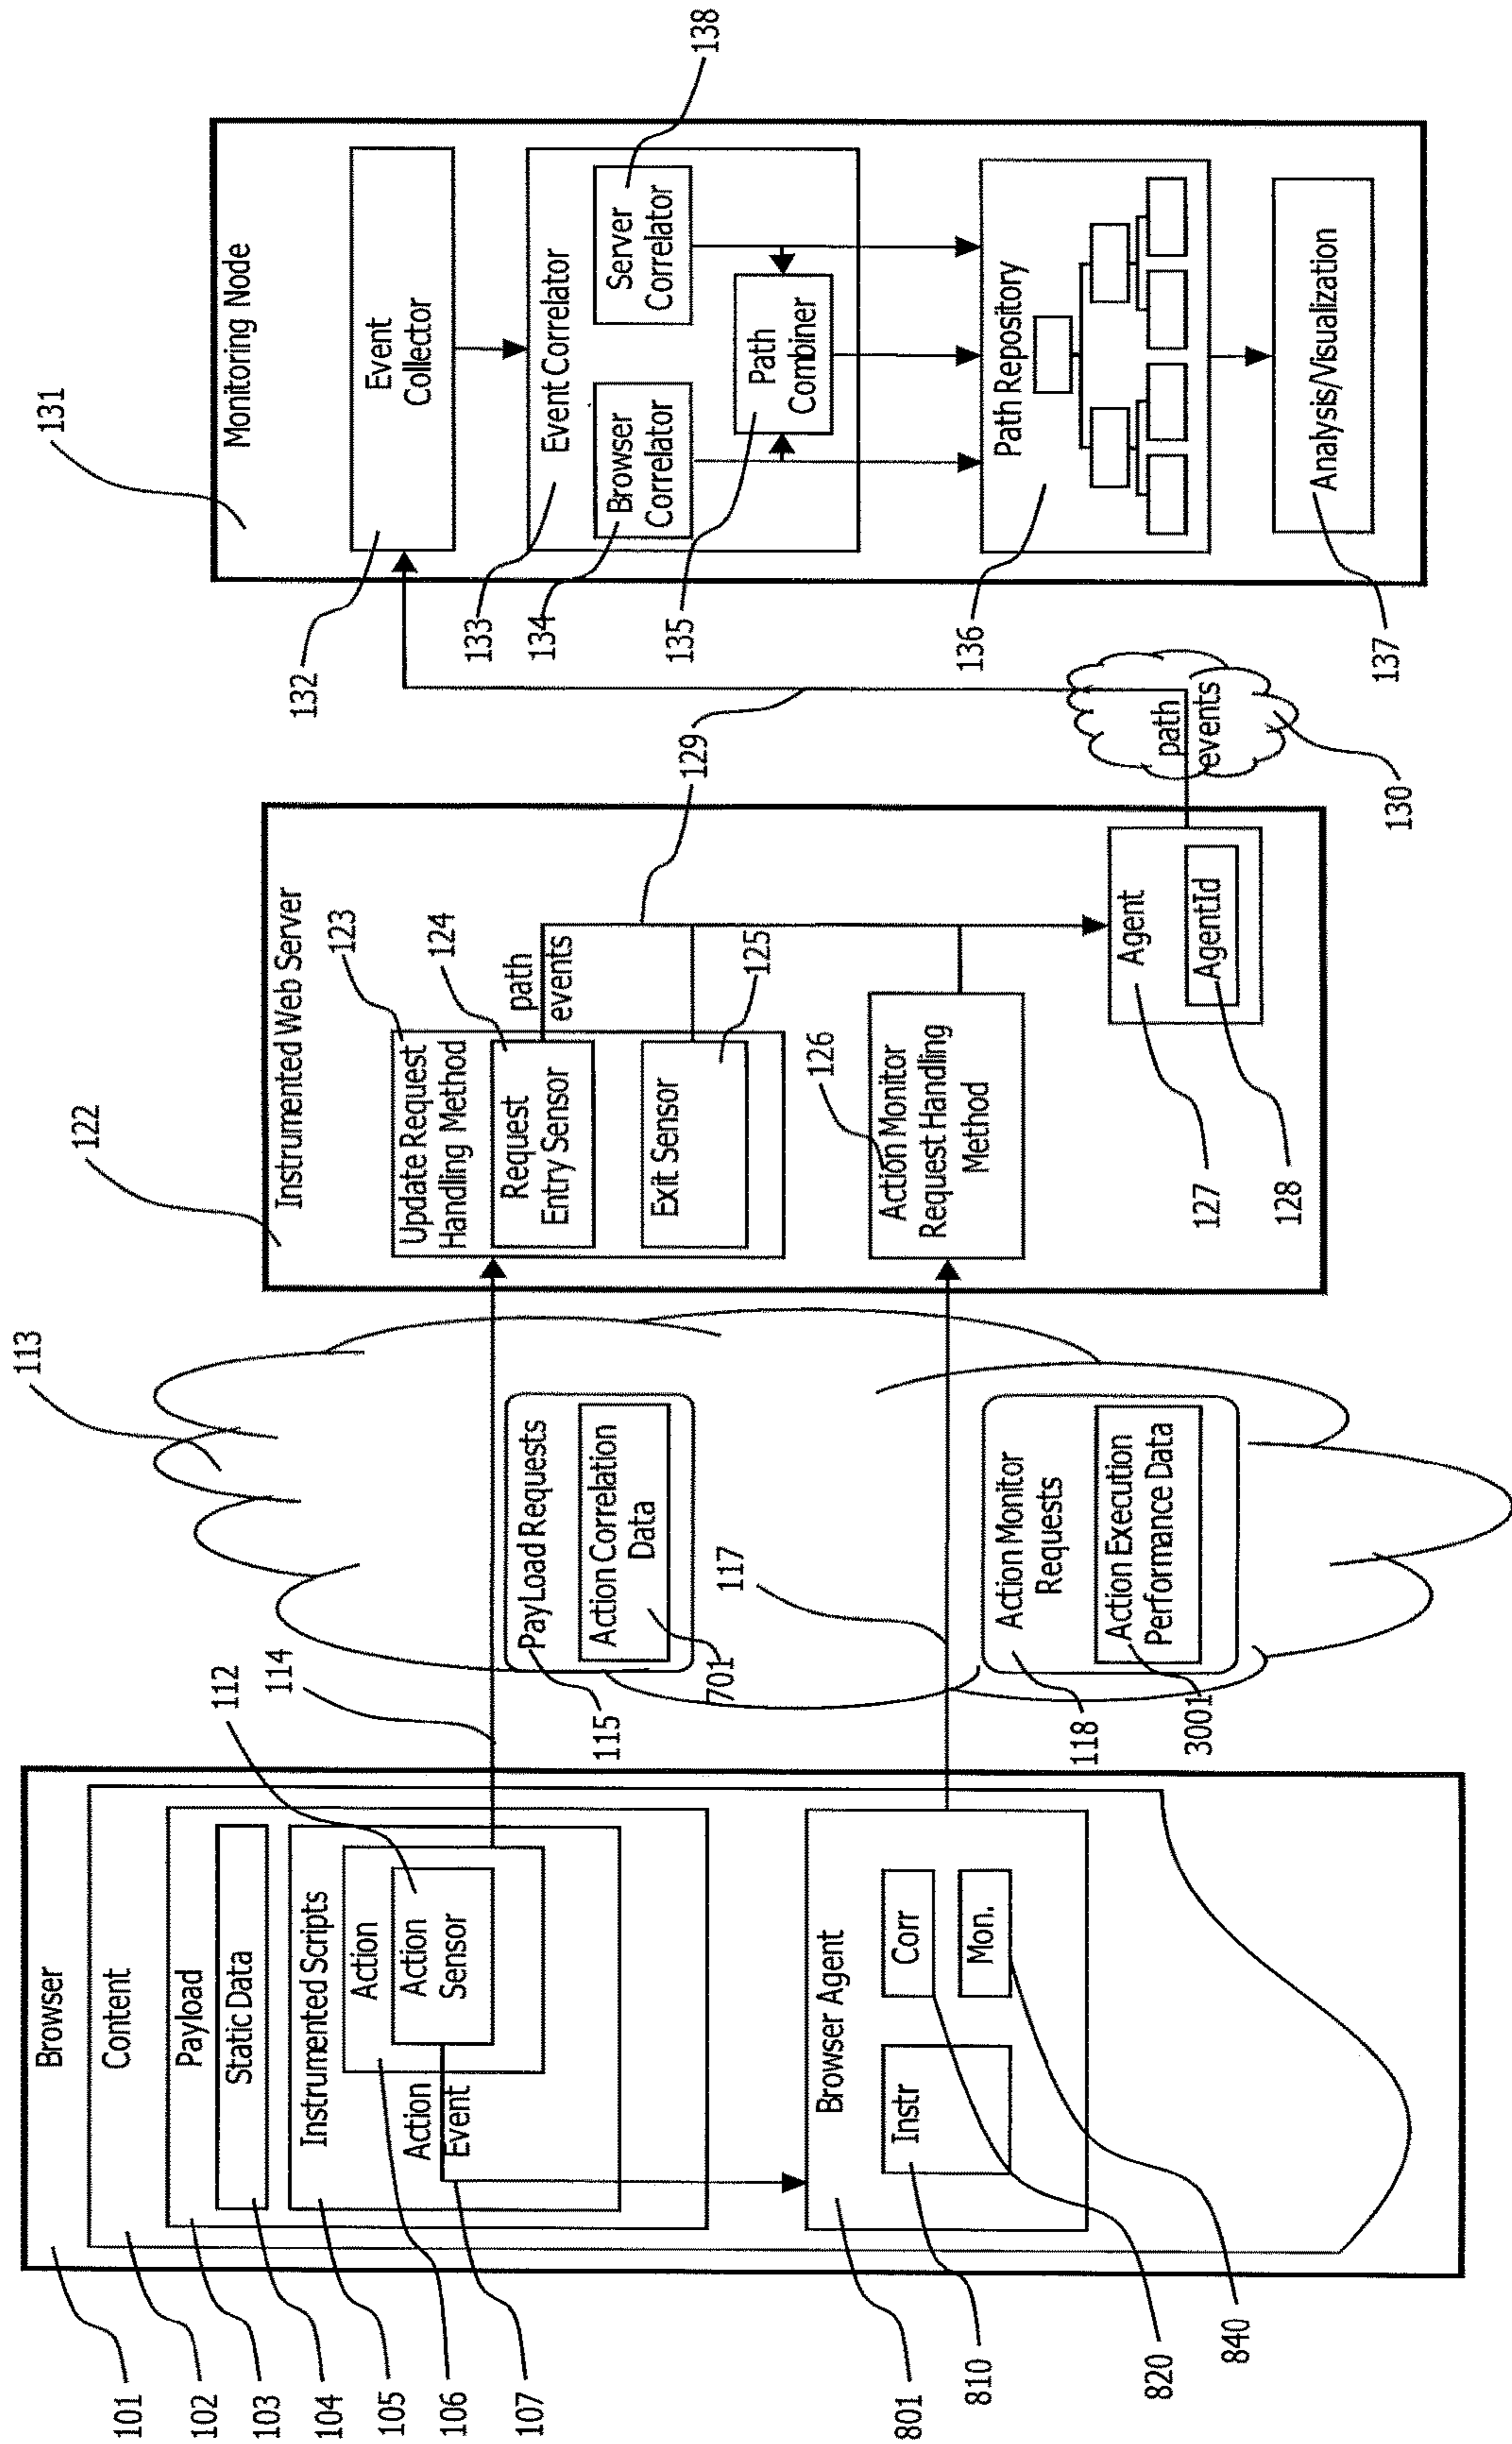 Browser
Content
Payload
Static Data
Instrumented Scripts
Action
Action
Sensor
Action
Event
Browser Agent
Instr
Corr
Mon.
101
102
103
104
105
106
107
801
810
820
840
112
114
113
PayLoad Requests
Action Correlation
Data
115
701
117
Action Monitor
Requests
Action Execution
Performance Data
118
3001
122
Instrumented Web Server
Update Request
Handling Method
123
Request
Entry Sensor
124
path
events
Exit Sensor
125
129
Action Monitor
Request Handling
Method
126
Agent
AgentId
127
128
path
events
130
131
Monitoring Node
Event
Collector
132
Event Correlator
133
Browser
Correlator
134
Server
Correlator
138
Path
Combiner
135
Path Repository
136
Analysis/Visualization
137